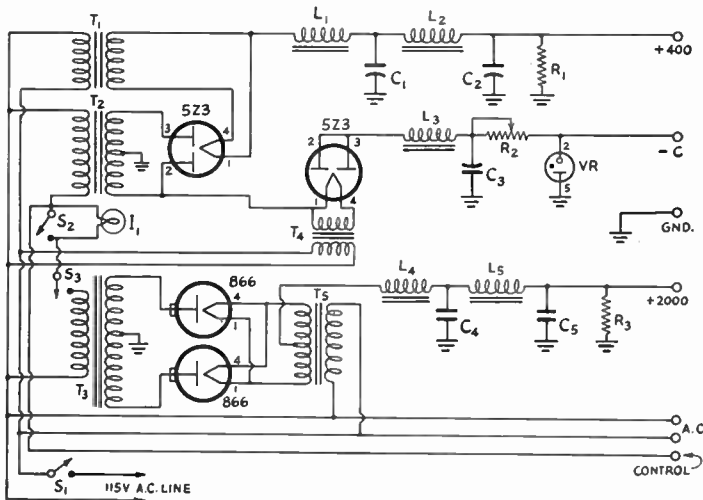 T1
L1
L2
+400
C1
C2
R1
T2
5Z3
3
4
2
1
5Z3
2
3
1
4
L3
R2
-C
C3
2
VR
5
S2
I1
T4
GND.
S3
866
4
1
T5
L4
L5
+2000
C4
C5
R3
T3
4
1
866
A.C.
CONTROL
S1
115V A.C. LINE